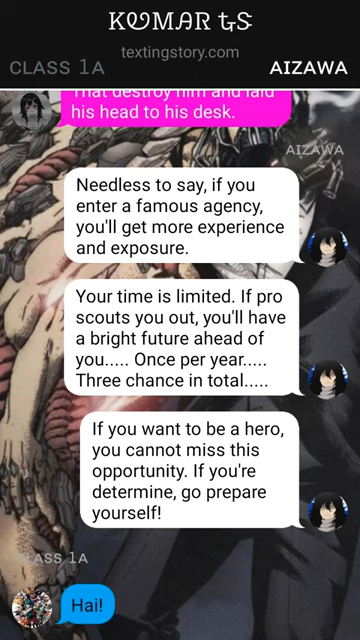 KUMAR GS
textingstory.com
CLASS 1A
AIZAWA
That destroy him and laid
his head to his desk.
AIZAWA
Needless to say, if you
enter a famous agency,
you'll get more experience
and exposure.
Your time is limited. If pro
scouts you out, you'll have
a bright future ahead of
you..... Once per year.....
Three chance in total.....
If you want to be a hero,
you cannot miss this
opportunity. If you're
determine, go prepare
yourself!
CLASS 1A
Hai!